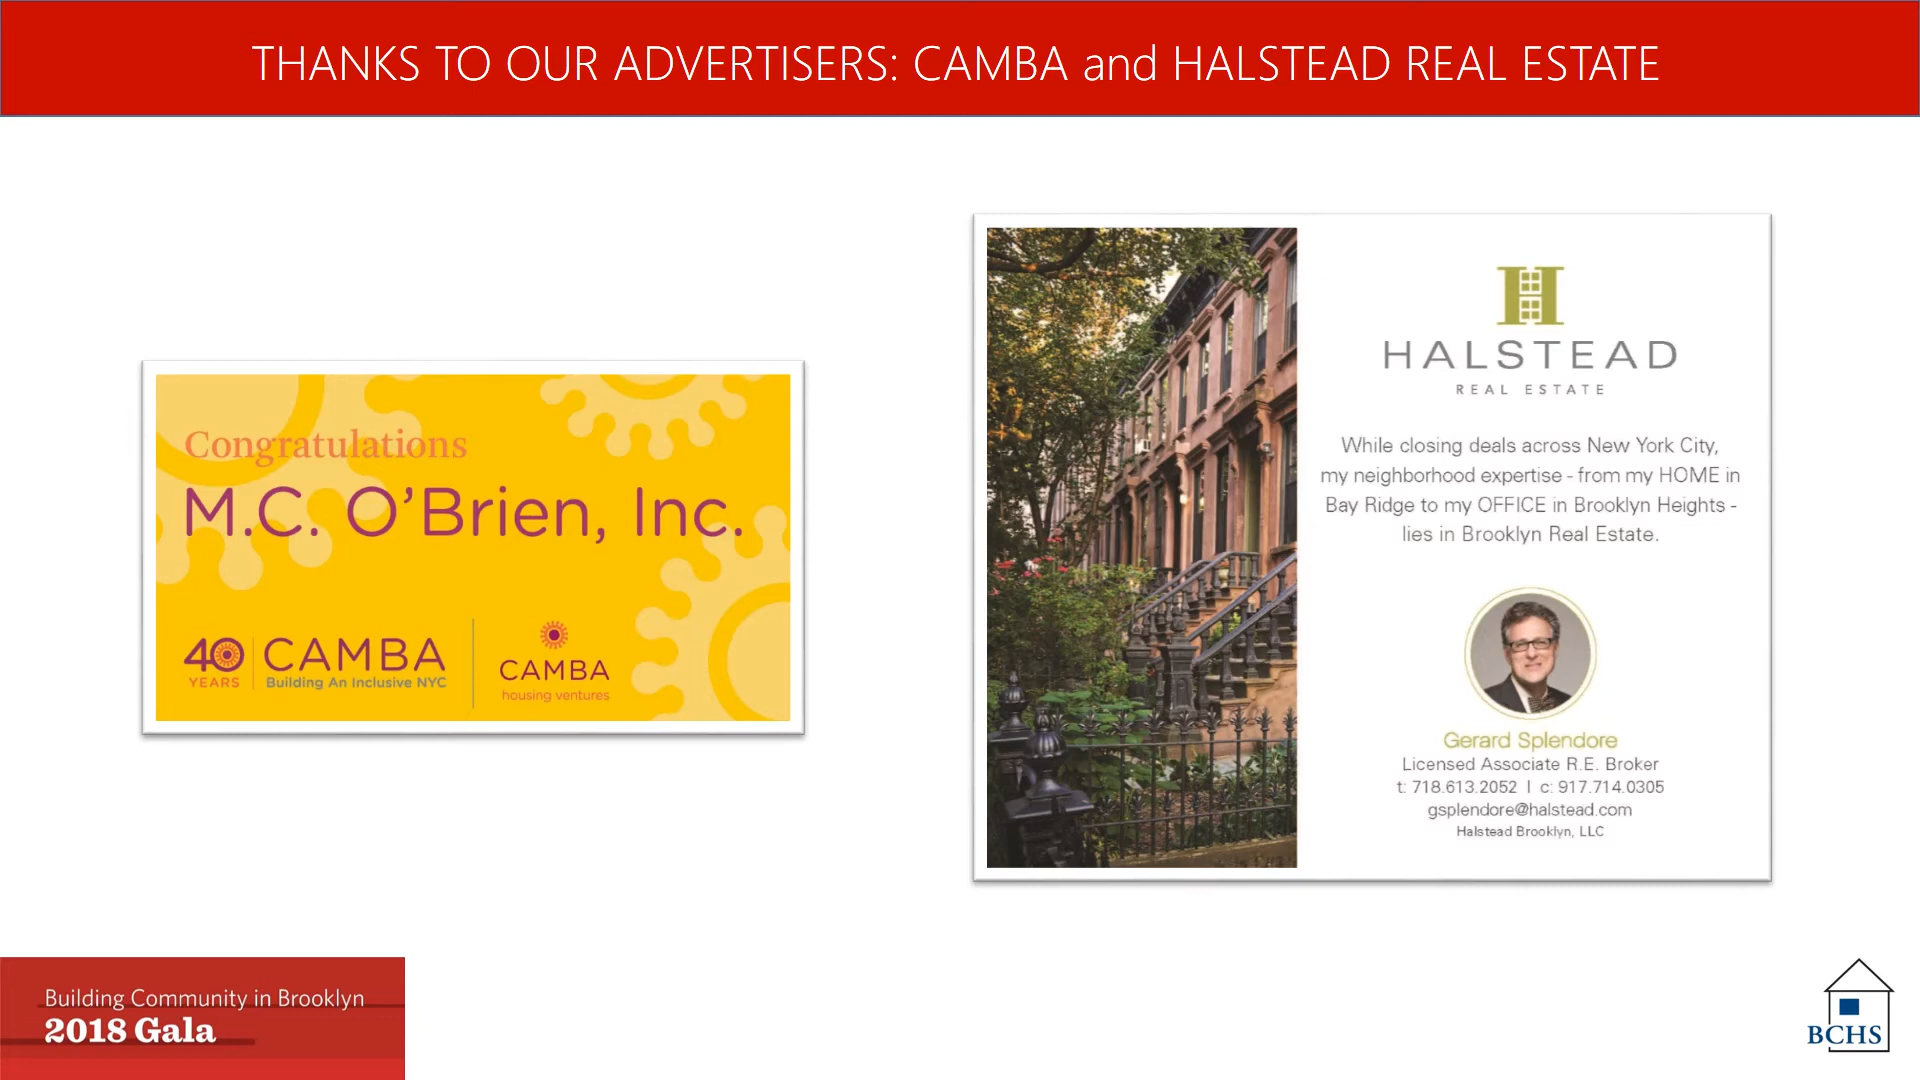 THANKS TO OUR ADVERTISERS: CAMBA and HALSTEAD REAL ESTATE
Congratulations
M.C. O'Brien, Inc.
40 YEARS
CAMBA
Building An Inclusive NYC
CAMBA
housing ventures
H
HALSTEAD
REAL ESTATE
While closing deals across New York City,
my neighborhood expertise - from my HOME in
Bay Ridge to my OFFICE in Brooklyn Heights -
lies in Brooklyn Real Estate.
Gerard Splendore
Licensed Associate R.E. Broker
t: 718.613.2052 | c: 917.714.0305
gsplendore@halstead.com
Halstead Brooklyn, LLC
Building Community in Brooklyn
2018 Gala
BCHS